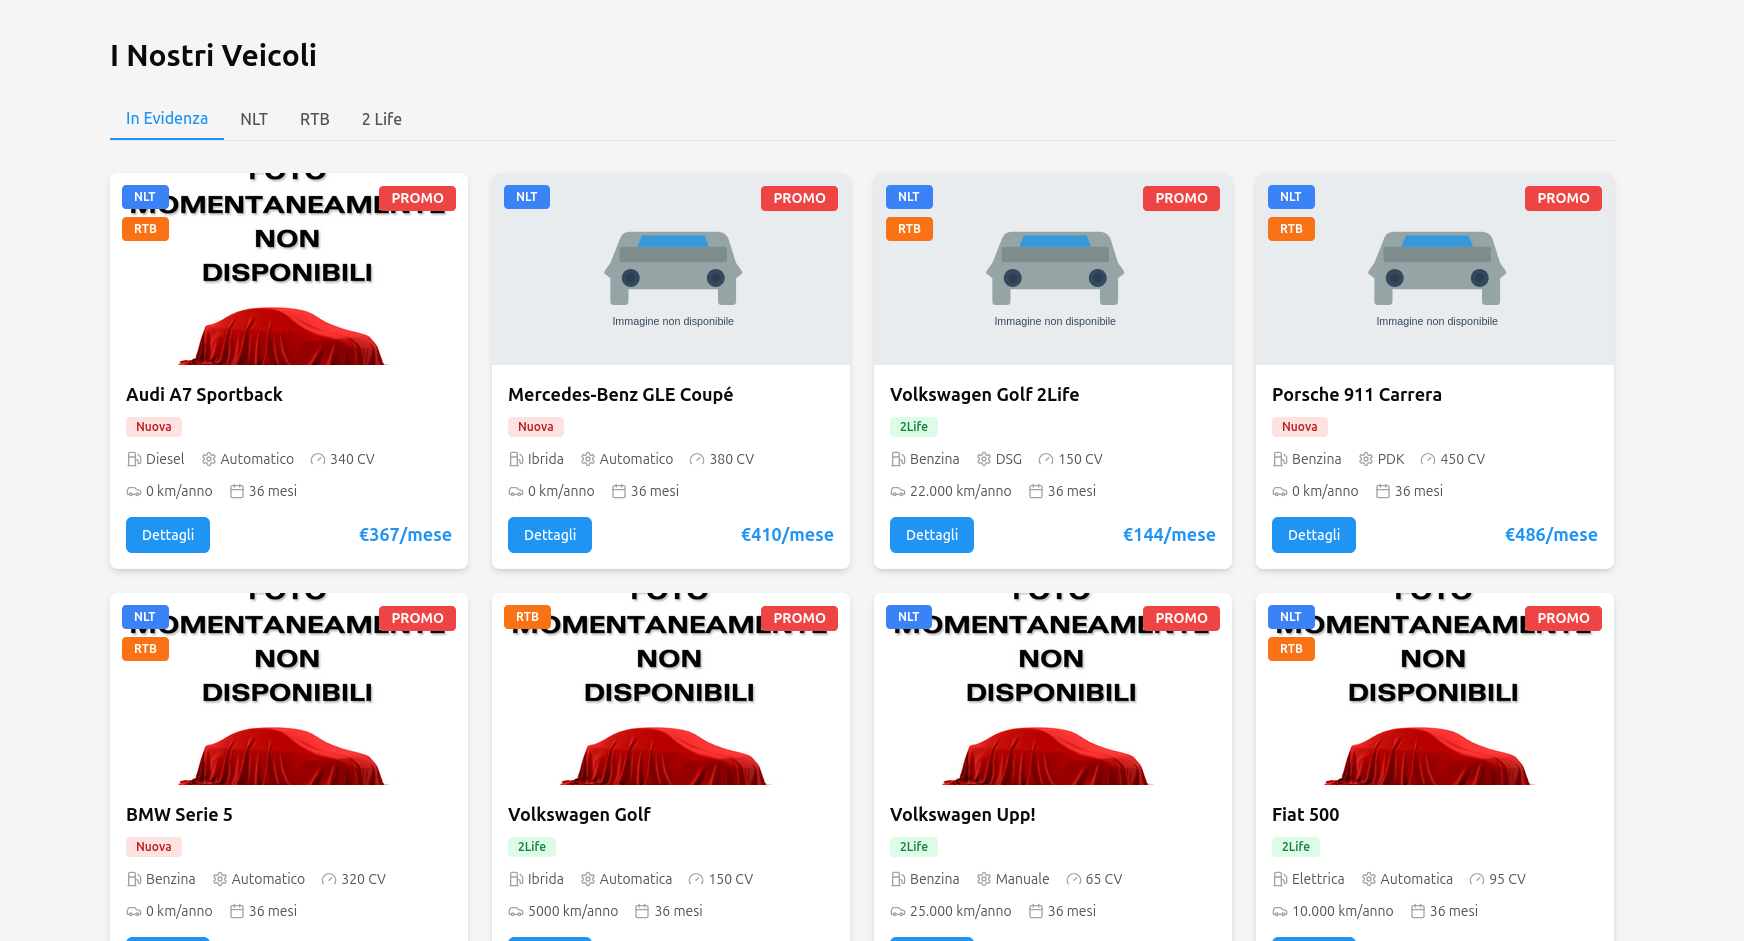 I Nostri Veicoli
In Evidenza NLT RTB 2 Life
NLT PROMO
RTB
NON
DISPONIBILI
Audi A7 Sportback
Nuova
Diesel Automatico 340 CV
0 km/anno 36 mesi
Dettagli €367/mese
NLT PROMO
Immagine non disponibile
Mercedes-Benz GLE Coupé
Nuova
Ibrida Automatico 380 CV
0 km/anno 36 mesi
Dettagli €410/mese
NLT PROMO
RTB
Immagine non disponibile
Volkswagen Golf 2Life
2Life
Benzina DSG 150 CV
22.000 km/anno 36 mesi
Dettagli €144/mese
NLT PROMO
RTB
Immagine non disponibile
Porsche 911 Carrera
Nuova
Benzina PDK 450 CV
0 km/anno 36 mesi
Dettagli €486/mese
NLT PROMO
RTB
NON
DISPONIBILI
BMW Serie 5
Nuova
Benzina Automatico 320 CV
0 km/anno 36 mesi
RTB PROMO
MOMENTANEAMENTE
NON
DISPONIBILI
Volkswagen Golf
2Life
Ibrida Automatica 150 CV
5000 km/anno 36 mesi
NLT PROMO
MOMENTANEAMENTE
NON
DISPONIBILI
Volkswagen Upp!
2Life
Benzina Manuale 65 CV
25.000 km/anno 36 mesi
NLT PROMO
RTB
MOMENTANEAMENTE
NON
DISPONIBILI
Fiat 500
2Life
Elettrica Automatica 95 CV
10.000 km/anno 36 mesi